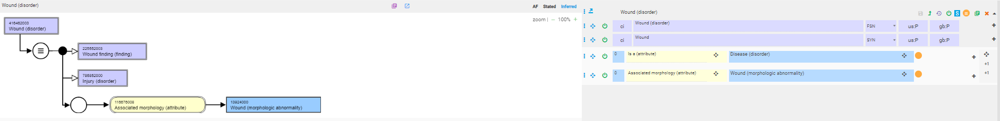 Wound (disorder)
AF Stated Inferred
zoom | − 100% +
416462003
Wound (disorder)
225552003
Wound finding (finding)
785852000
Injury (disorder)
116676008
Associated morphology (attribute)
13924000
Wound (morphologic abnormality)
Wound (disorder)
S
ci Wound (disorder) FSN us:P gb:P
ci Wound SYN us:P gb:P
0 Is a (attribute) Disease (disorder)
+1
0 Associated morphology (attribute) Wound (morphologic abnormality)
+1